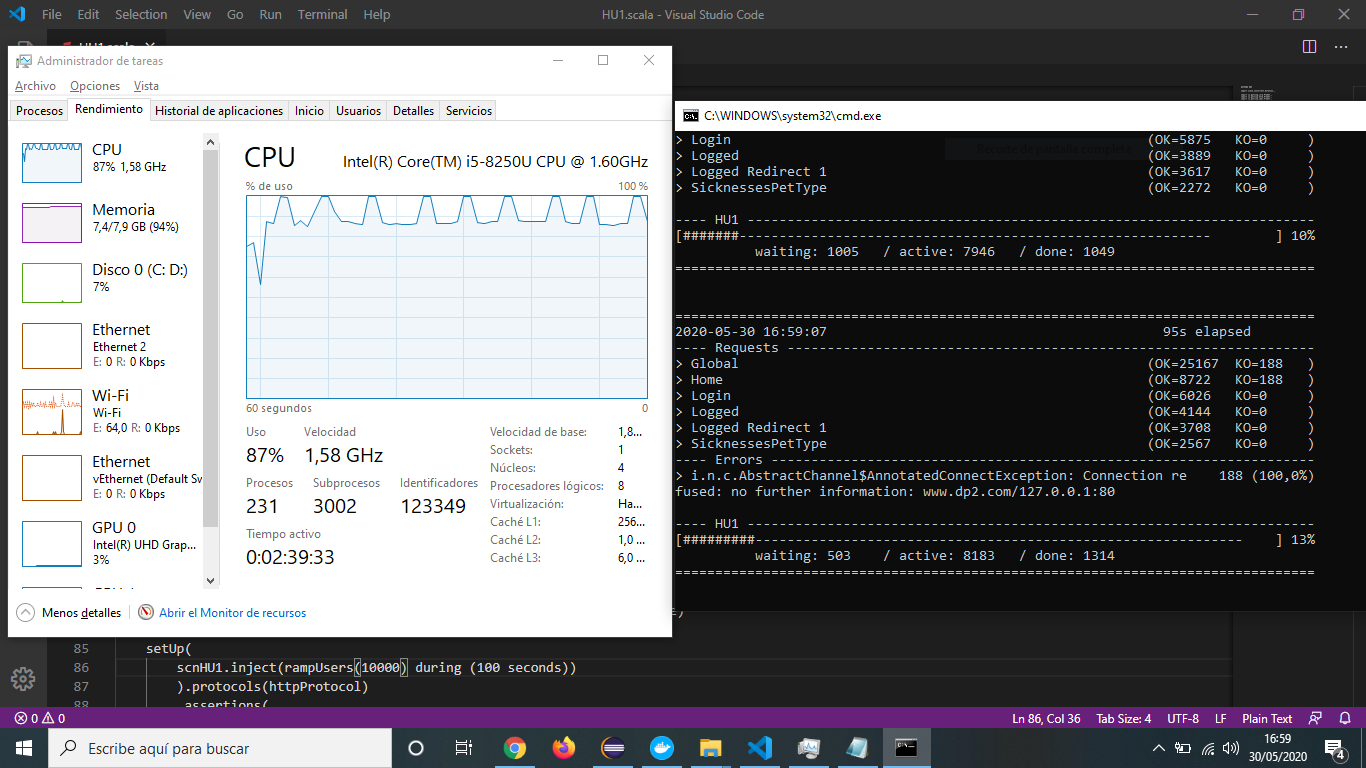 File Edit Selection View Go Run Terminal Help HU1.scala - Visual Studio Code
HU1.scala
Administrador de tareas
Archivo Opciones Vista
Procesos Rendimiento Historial de aplicaciones Inicio Usuarios Detalles Servicios
CPU
87% 1,58 GHz
Memoria
7,4/7,9 GB (94%)
Disco 0 (C: D:)
7%
Ethernet
Ethernet 2
E: 0 R: 0 Kbps
Wi-Fi
Wi-Fi
E: 64,0 R: 0 Kbps
Ethernet
vEthernet (Default Sv
E: 0 R: 0 Kbps
GPU 0
Intel(R) UHD Grap...
3%
CPU Intel(R) Core(TM) i5-8250U CPU @ 1.60GHz
% de uso 100 %
60 segundos 0
Uso Velocidad
87% 1,58 GHz
Procesos Subprocesos Identificadores
231 3002 123349
Tiempo activo
0:02:39:33
Velocidad de base: 1,8...
Sockets: 1
Núcleos: 4
Procesadores lógicos: 8
Virtualización: Ha...
Caché L1: 256...
Caché L2: 1,0 ...
Caché L3: 6,0 ...
Menos detalles Abrir el Monitor de recursos
C:\WINDOWS\system32\cmd.exe
Recorte de pantalla completa
> Login (OK=5875 KO=0 )
> Logged (OK=3889 KO=0 )
> Logged Redirect 1 (OK=3617 KO=0 )
> SicknessesPetType (OK=2272 KO=0 )
---- HU1 -----------------------------------------------------------------------
[#######----------------------------------------------------------- ] 10%
waiting: 1005 / active: 7946 / done: 1049
================================================================================
================================================================================
2020-05-30 16:59:07 95s elapsed
---- Requests ------------------------------------------------------------------
> Global (OK=25167 KO=188 )
> Home (OK=8722 KO=188 )
> Login (OK=6026 KO=0 )
> Logged (OK=4144 KO=0 )
> Logged Redirect 1 (OK=3708 KO=0 )
> SicknessesPetType (OK=2567 KO=0 )
---- Errors --------------------------------------------------------------------
> i.n.c.AbstractChannel$AnnotatedConnectException: Connection re 188 (100,0%)
fused: no further information: www.dp2.com/127.0.0.1:80
---- HU1 -----------------------------------------------------------------------
[#########------------------------------------------------------------- ] 13%
waiting: 503 / active: 8183 / done: 1314
================================================================================
85 setUp(
86 scnHU1.inject(rampUsers(10000) during (100 seconds))
87 ).protocols(httpProtocol)
88 .assertions(
0 0 Ln 86, Col 36 Tab Size: 4 UTF-8 LF Plain Text
Escribe aquí para buscar
16:59
30/05/2020
4